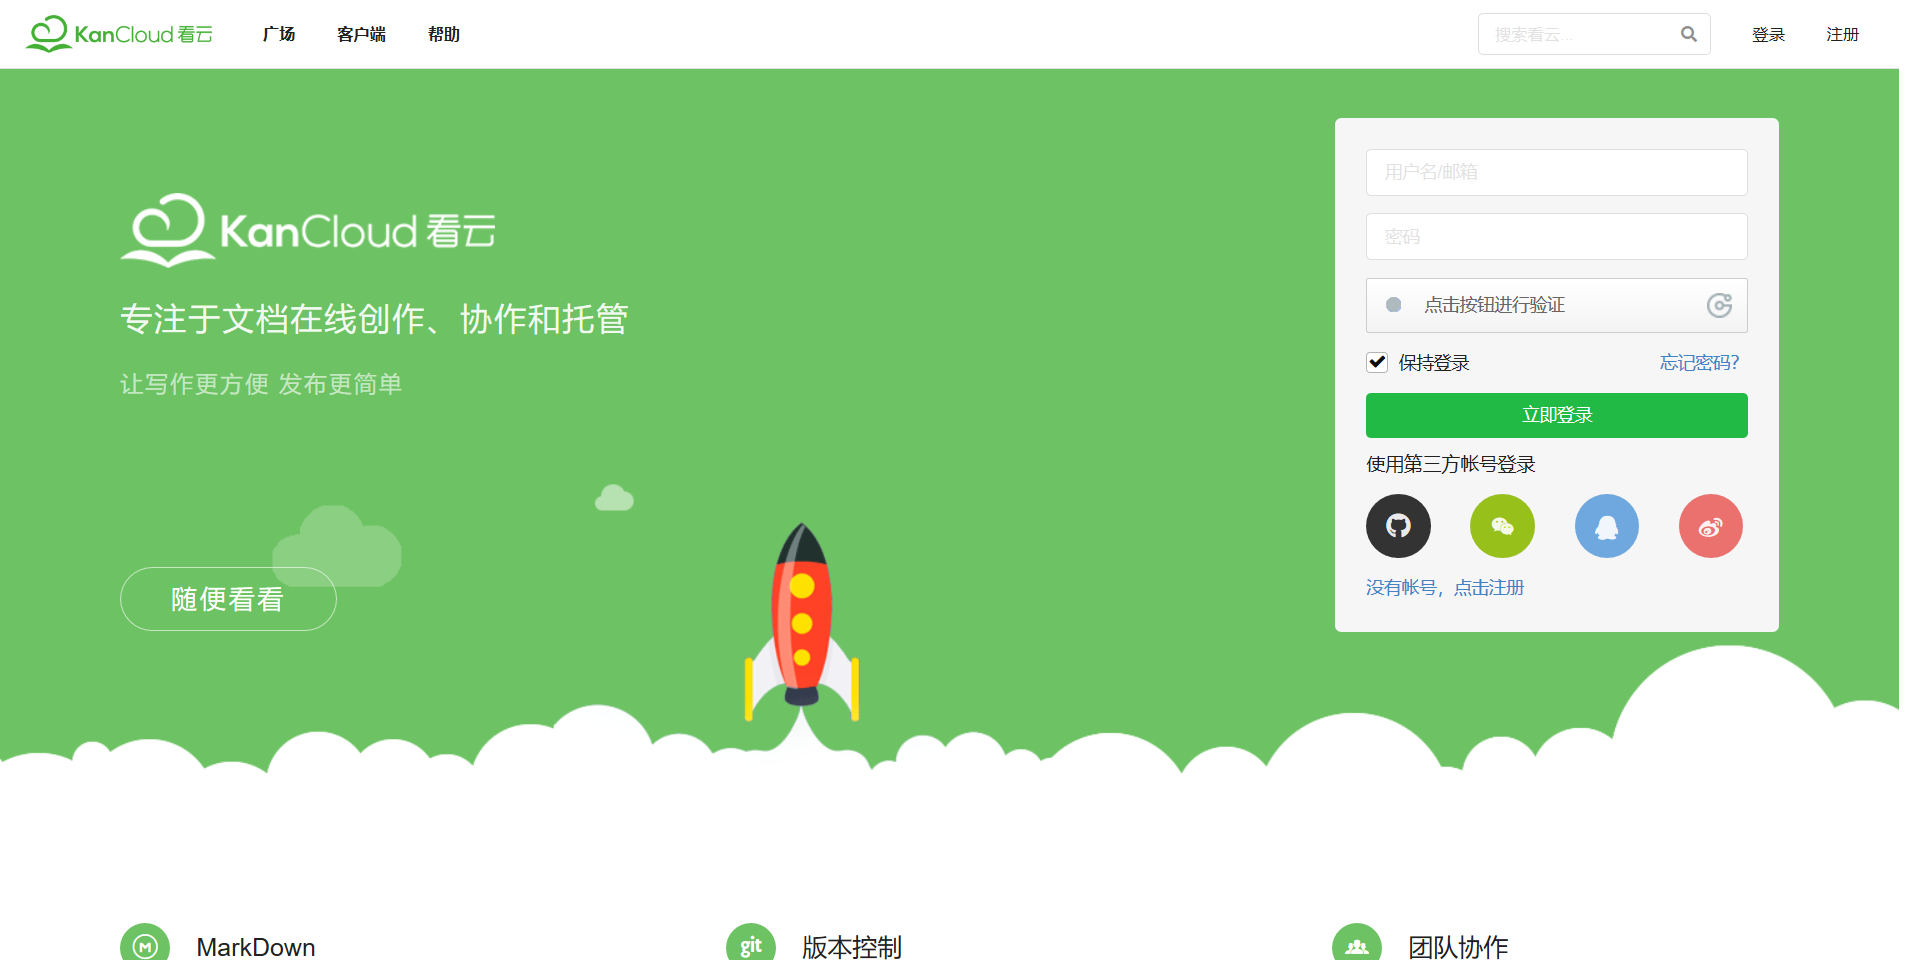 KanCloud 看云
广场
客户端
帮助
搜索看云...
登录
注册
KanCloud 看云
专注于文档在线创作、协作和托管
让写作更方便 发布更简单
随便看看
用户名/邮箱
密码
点击按钮进行验证
保持登录
忘记密码?
立即登录
使用第三方帐号登录
没有帐号，点击注册
M
MarkDown
git
版本控制
团队协作